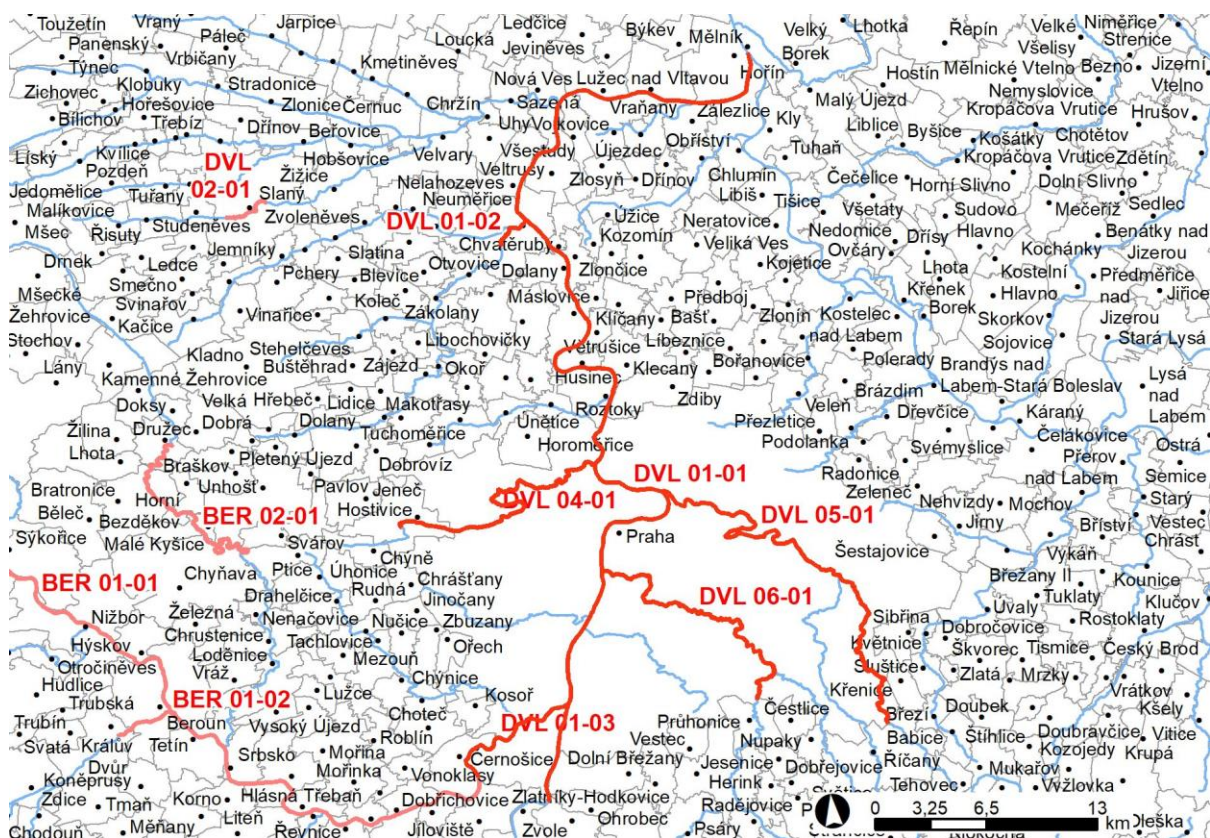 Toužetín
Vraný
Jarpice
Ledčice
Býkev
Mělník
Velký
Borek
Lhotka
Řepín
Velké
Všelisy
Niměřice
Strenice
Panenský
Týnec
Páleč
Vrbičany
Loucká
Jeviněves
Kmetiněves
Klobuky
Stradonice
Nová Ves
Lužec nad Vltavou
Hořín
Hostín
Mělnické Vtelno
Bezno
Jizerní
Vtelno
Zichovec
Hořešovice
Zlonice
Černuc
Chržín
Sazená
Vraňany
Zálezlice
Malý Újezd
Nemyslovice
Kropáčova Vrutice
Hrušov
Bílichov
Třebíz
Dřínov
Beřovice
Uhy
Vojkovice
Obříství
Kly
Liblice
Byšice
Košátky
Chotětov
Líský
Kvílice
Hobšovice
Velvary
Všestudy
Újezdec
Tuhaň
Kropáčova Vrutice
Zdětín
Pozdeň
DVL
02-01
Žižice
Veltrusy
Zlosyň
Dřínov
Chlumín
Čečelice
Horní Slivno
Dolní Slivno
Jedomělice
Tuřany
Slaný
Nelahozeves
Libiš
Tišice
Všetaty
Sudovo
Hlavno
Mečeříž
Sedlec
Malíkovice
Zvoleněves
Neuměřice
DVL 01-02
Úžice
Neratovice
Nedomice
Mšec
Řisuty
Studeněves
Slatina
Chvatěruby
Kozomín
Veliká Ves
Ovčáry
Dřísy
Kochánky
Benátky nad
Jizerou
Drnek
Ledce
Jemníky
Pchery
Blevice
Otvovice
Dolany
Zlončice
Kojetice
Lhota
Kostelní
Hlavno
Předměřice
nad
Jizerou
Mšecké
Žehrovice
Smečno
Svinařov
Koleč
Máslovice
Předboj
Křenek
Borek
Jiřice
Kačice
Vinařice
Zákolany
Klíčany
Bašť
Zlonín
Kostelec
nad Labem
Skorkov
Sojovice
Stará Lysá
Stochov
Kladno
Stehelčeves
Libochovičky
Větrušice
Líbeznice
Bořanovice
Polerady
Brandýs nad
Labem-Stará Boleslav
Lysá
nad
Labem
Lány
Buštěhrad
Zájezd
Okoř
Klecany
Husinec
Zdiby
Brázdim
Kamenné Žehrovice
Doksy
Velká
Dobrá
Hřebeč
Lidice
Makotřasy
Roztoky
Veleň
Dřevčice
Káraný
Žilina
Družec
Dolany
Únětice
Přezletice
Čelákovice
Ostrá
Lhota
Tuchoměřice
Horoměřice
Podolanka
Svémyslice
Přerov
nad Labem
Semice
Braškov
Pletený Újezd
Dobrovíz
Radonice
Bratronice
Unhošť
Pavlov
Jeneč
DVL 01-01
Zeleneč
Nehvizdy
Mochov
Starý
Vestec
Běleč
Horní
Bezděkov
Hostivice
DVL 04-01
DVL 05-01
Jirny
Bříství
Chrást
Sýkořice
BER 02-01
Malé Kyšice
Svárov
Praha
Šestajovice
Vykáň
BER 01-01
Chyňava
Ptice
Chýně
Úhonice
Chrášťany
Břežany II
Kounice
Nižbor
Drahelčice
Rudná
Jinočany
DVL 06-01
Tuklaty
Klučov
Železná
Nenačovice
Nučice
Zbuzany
Sibřina
Úvaly
Rostoklaty
Hýskov
Chrustenice
Tachlovice
Ořech
Květnice
Dobročovice
Otročiněves
Loděnice
Mezouň
Sluštice
Škvorec
Tismice
Český Brod
Hudlice
Vráž
Chýnice
Zlatá
Mrzky
Trubská
BER 01-02
Lužce
Kosoř
Křenice
Vrátkov
Trubín
Beroun
Vysoký Újezd
Choteč
DVL 01-03
Průhonice
Čestlice
Březí
Doubek
Kšely
Svatá
Králův
Dvůr
Tetín
Roblín
Vestec
Nupaky
Babice
Štíhlice
Doubravčice
Vitice
Srbsko
Mořina
Černošice
Dolní Břežany
Jesenice
Dobřejovice
Říčany
Kozojedy
Krupá
Koněprusy
Mořinka
Vonoklasy
Herink
Mukařov
Zdice
Korno
Hlásná Třebaň
Dobřichovice
Zlatníky-Hodkovice
Radějovice
Tehovec
Vyžlovka
Tmaň
Liteň
Ohrobec
Chodouň
Měňany
Řevnice
Jíloviště
Zvole
Psáry
0 3,25 6,5 13
km